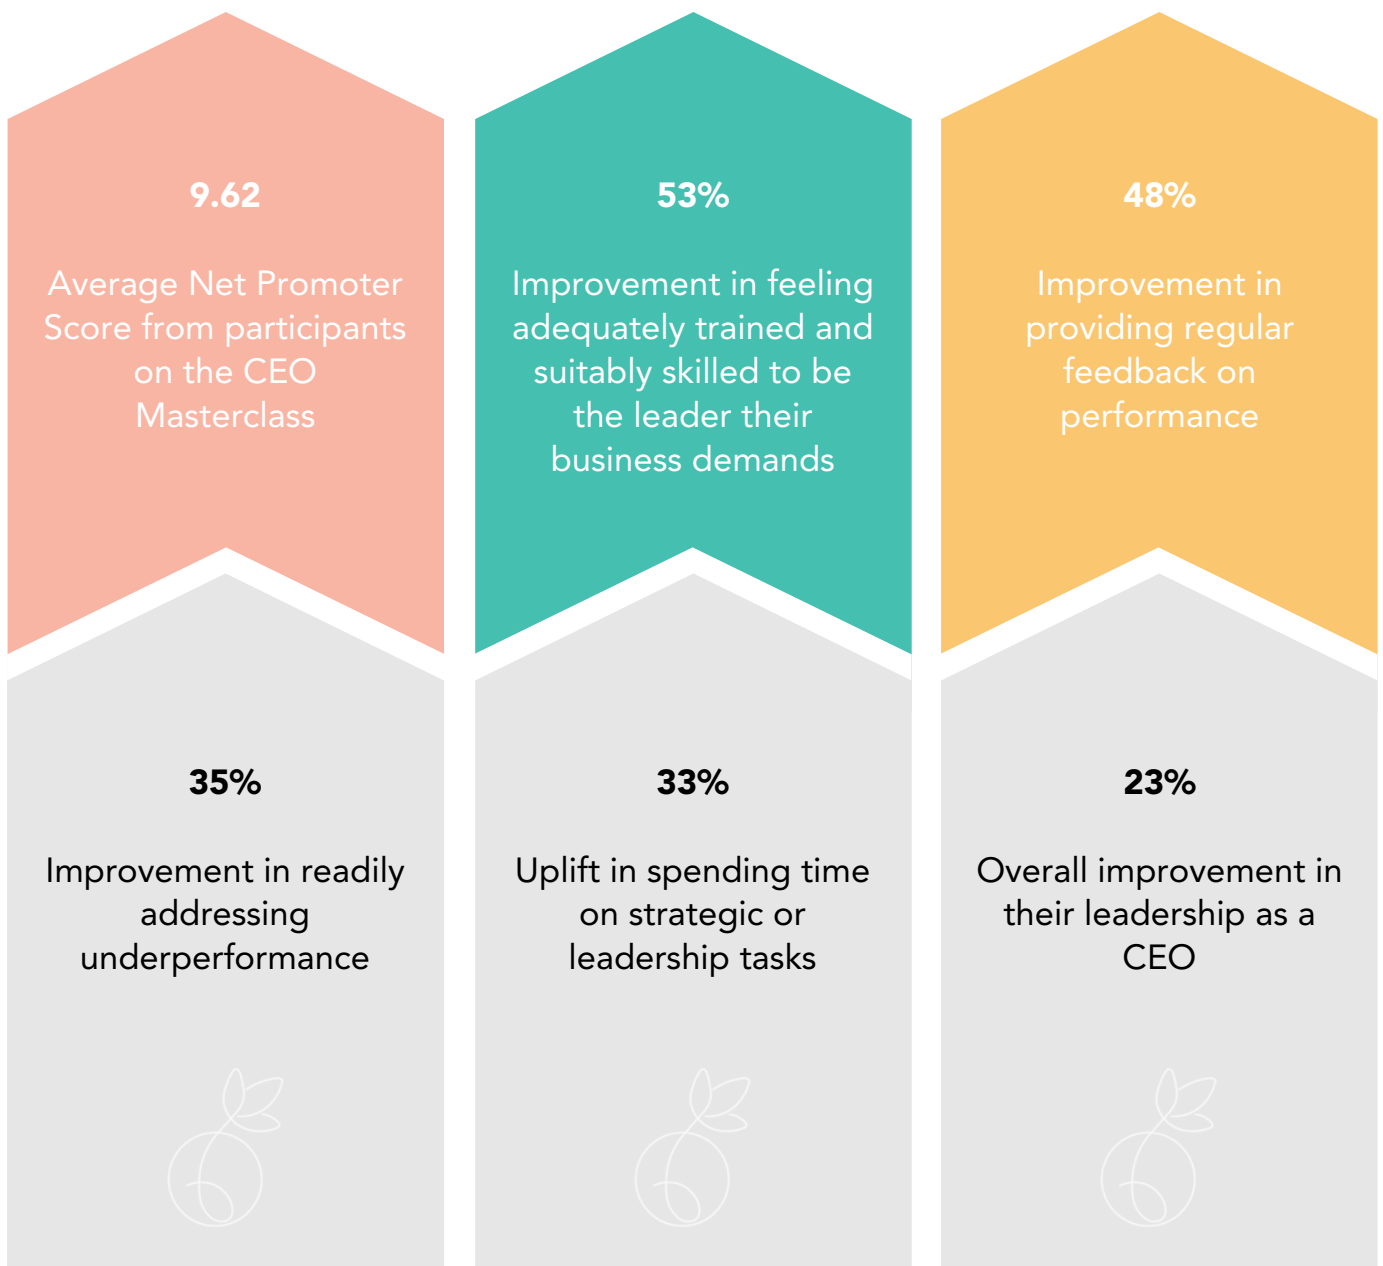 9.62
Average Net Promoter
Score from participants
on the CEO
Masterclass
53%
Improvement in feeling
adequately trained and
suitably skilled to be
the leader their
business demands
48%
Improvement in
providing regular
feedback on
performance
35%
Improvement in readily
addressing
underperformance
33%
Uplift in spending time
on strategic or
leadership tasks
23%
Overall improvement in
their leadership as a
CEO